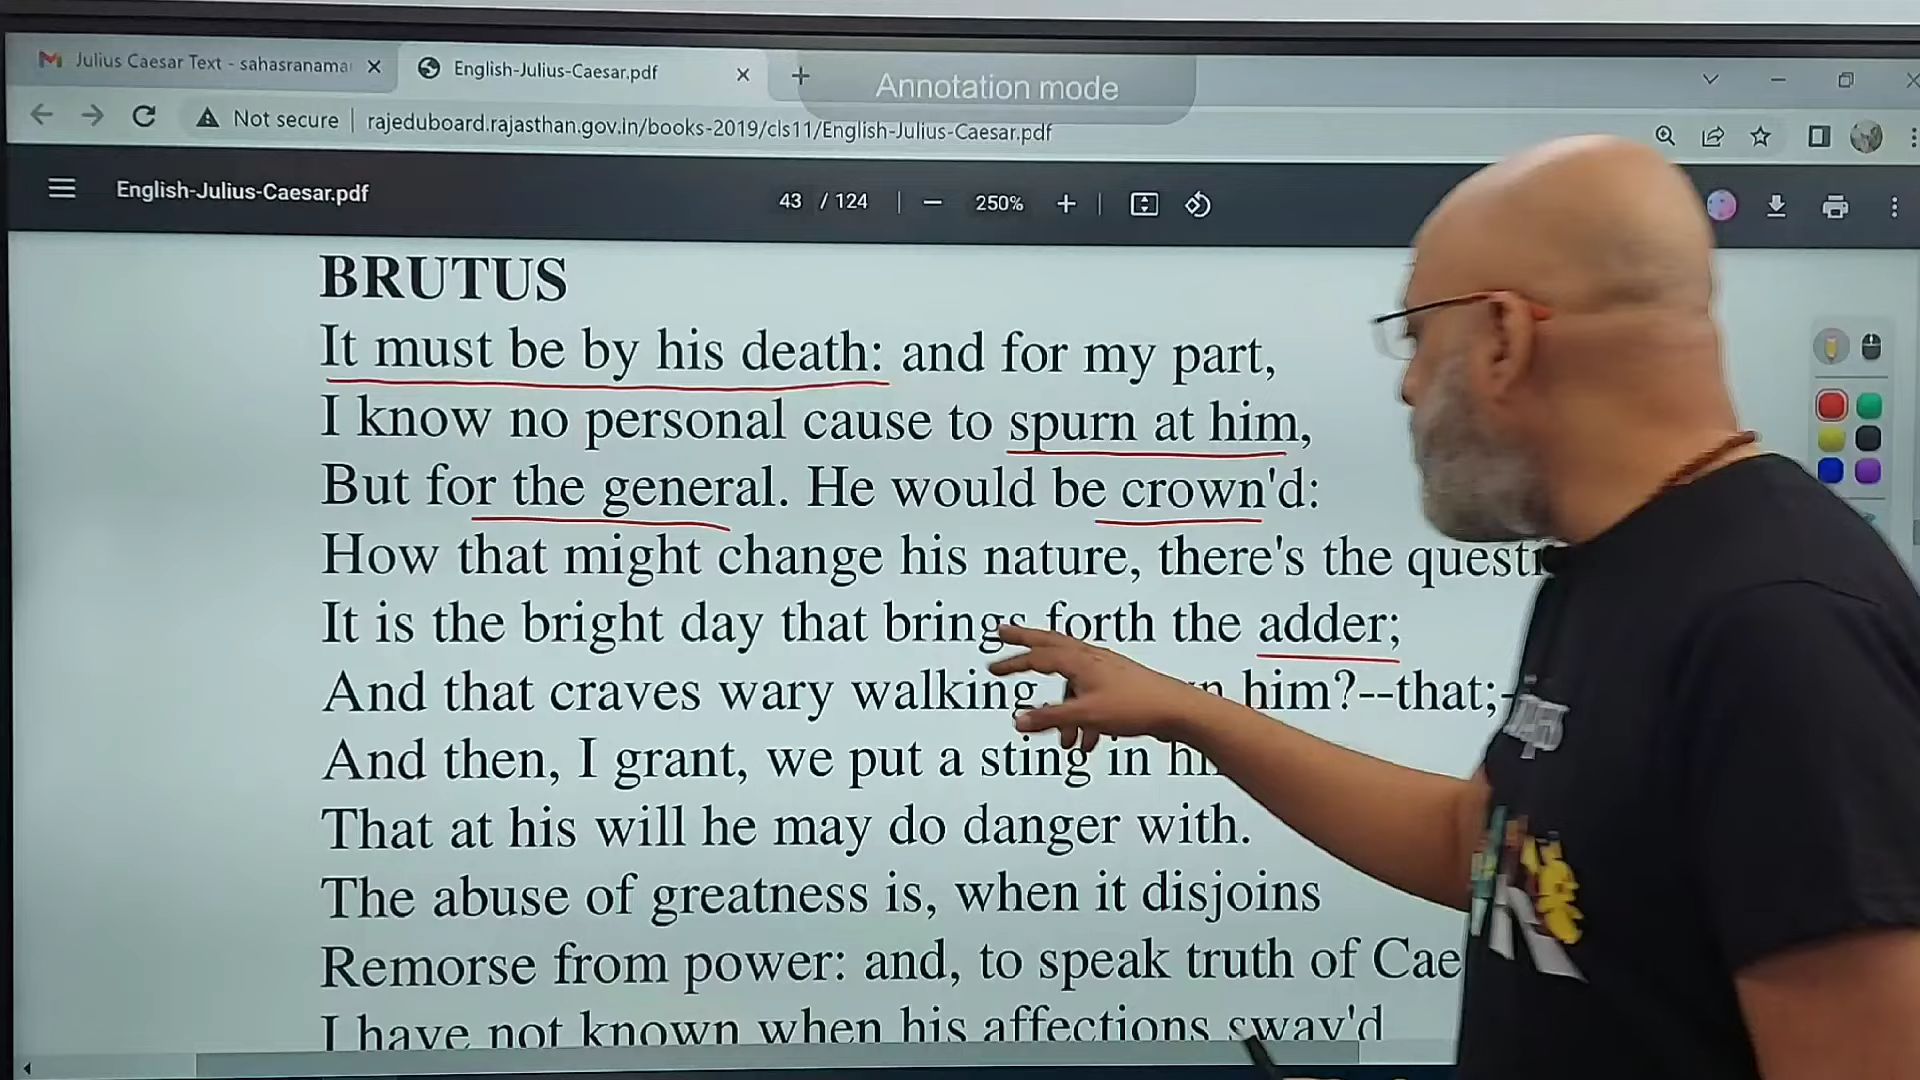 Julius Caesar Text - sahasranama
English-Julius-Caesar.pdf
Annotation mode
Not secure
rajeduboard.rajasthan.gov.in/books-2019/cls11/English-Julius-Caesar.pdf
English-Julius-Caesar.pdf
43 / 124
250%
BRUTUS
It must be by his death: and for my part,
I know no personal cause to spurn at him,
But for the general. He would be crown'd:
How that might change his nature, there's the questi
It is the bright day that brings forth the adder;
And that craves wary walking. him?--that;-
And then, I grant, we put a sting in
That at his will he may do danger with.
The abuse of greatness is, when it disjoins
Remorse from power: and, to speak truth of Cae
I have not known when his affections sway'd